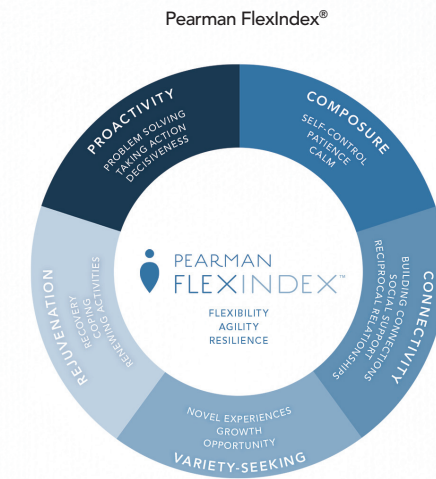 Pearman FlexIndex®
PROACTIVITY
PROBLEM SOLVING
TAKING ACTION
DECISIVENESS
COMPOSURE
SELF-CONTROL
PATIENCE
CALM
CONNECTIVITY
BUILDING CONNECTIONS
SOCIAL SUPPORT
RECIPROCAL RELATIONSHIPS
VARIETY-SEEKING
NOVEL EXPERIENCES
GROWTH
OPPORTUNITY
REJUVENATION
RECOVERY
COPING
RENEWING ACTIVITIES
PEARMAN
FLEXINDEX™
FLEXIBILITY
AGILITY
RESILIENCE